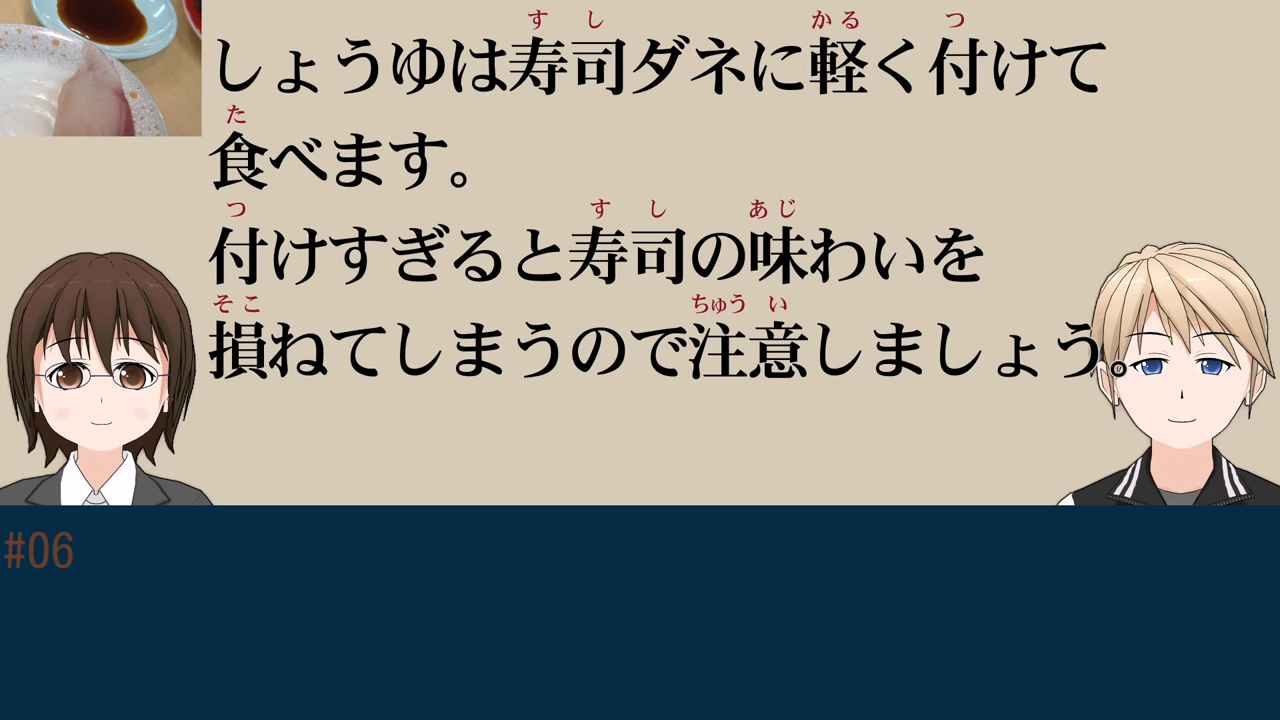 しょうゆは寿司ダネに軽く付けて
食べます。
付けすぎると寿司の味わいを
損ねてしまうので注意しましょう。
#06